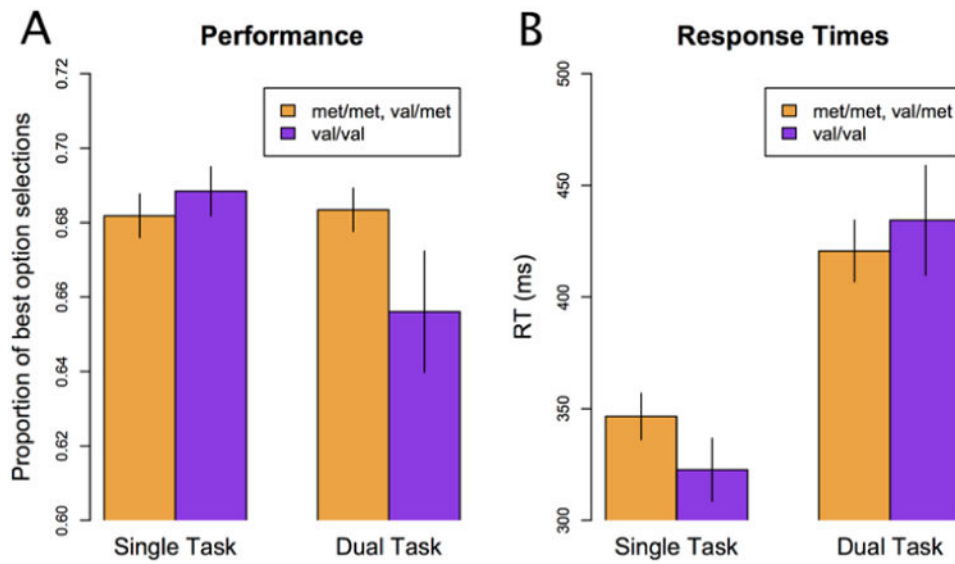 A
Performance
Proportion of best option selections
0.72
0.70
0.68
0.66
0.64
0.62
0.60
met/met, val/met
val/val
Single Task
Dual Task
B
Response Times
RT (ms)
500
450
400
350
300
met/met, val/met
val/val
Single Task
Dual Task